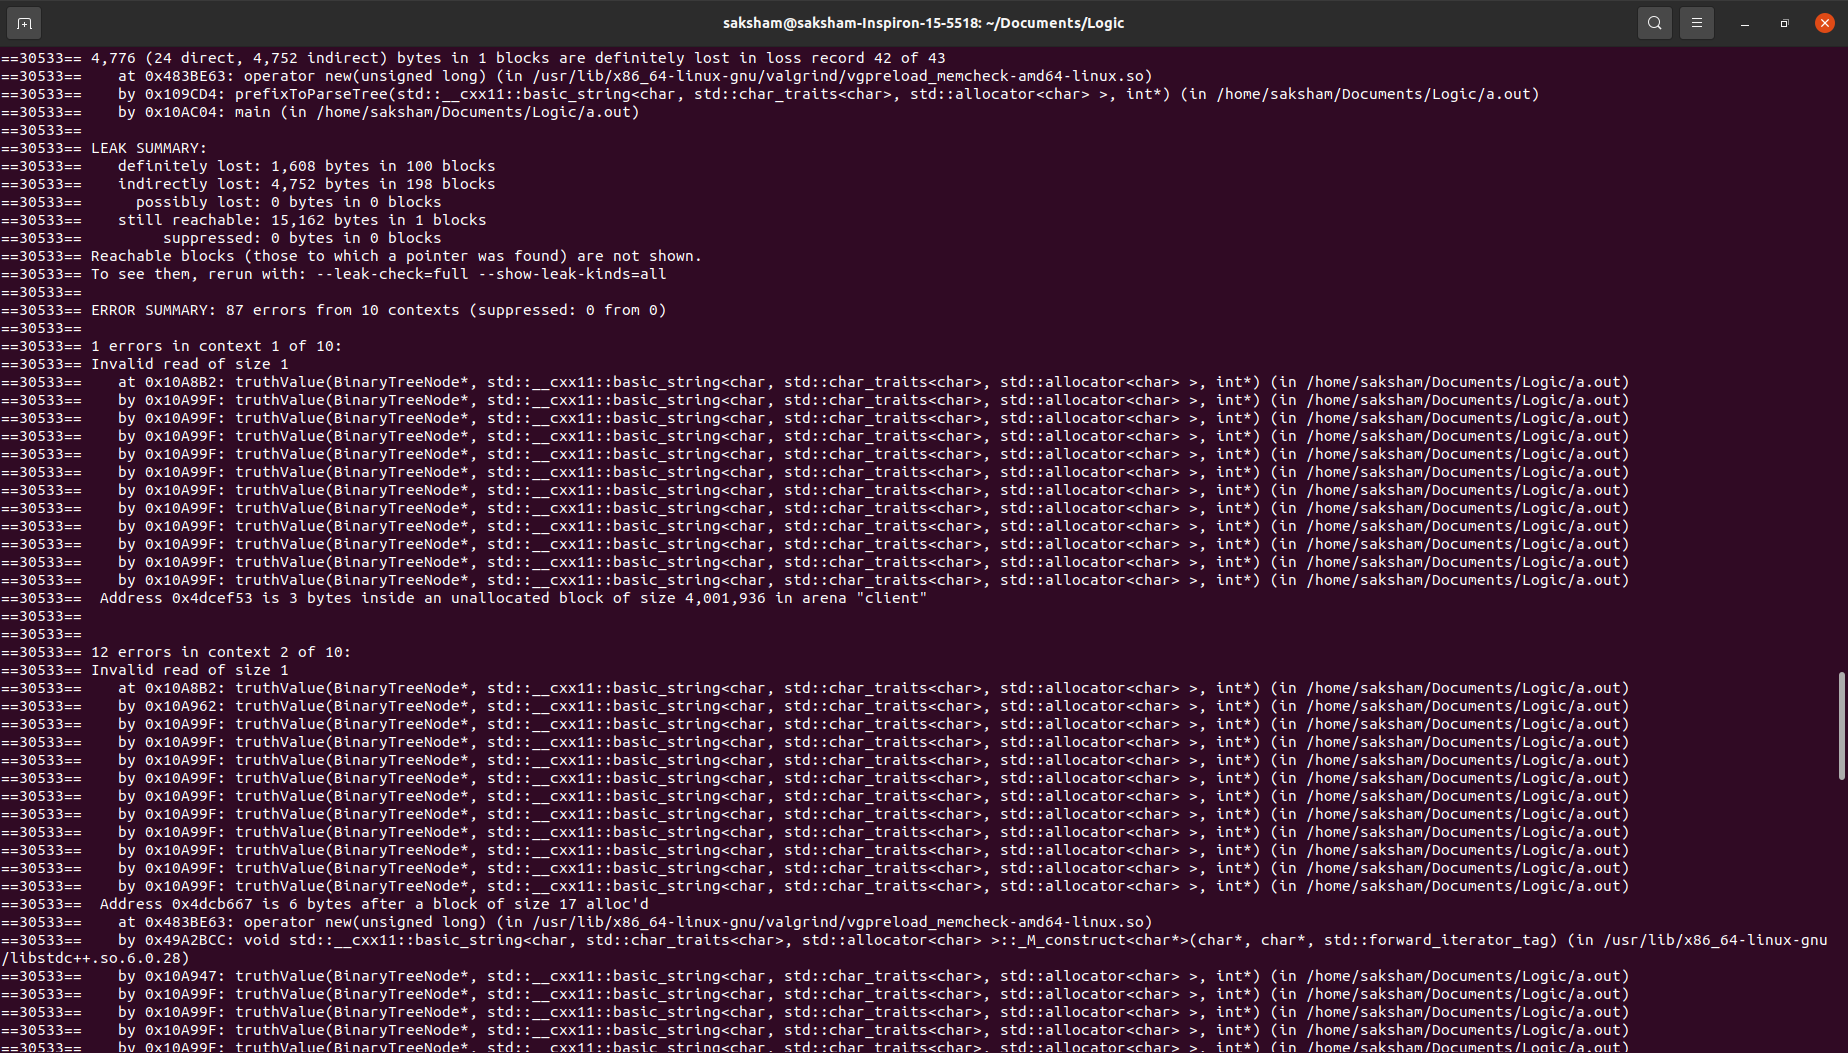 saksham@saksham-Inspiron-15-5518: ~/Documents/Logic
==30533== 4,776 (24 direct, 4,752 indirect) bytes in 1 blocks are definitely lost in loss record 42 of 43
==30533==    at 0x483BE63: operator new(unsigned long) (in /usr/lib/x86_64-linux-gnu/valgrind/vgpreload_memcheck-amd64-linux.so)
==30533==    by 0x109CD4: prefixToParseTree(std::__cxx11::basic_string<char, std::char_traits<char>, std::allocator<char> >, int*) (in /home/saksham/Documents/Logic/a.out)
==30533==    by 0x10AC04: main (in /home/saksham/Documents/Logic/a.out)
==30533==
==30533== LEAK SUMMARY:
==30533==    definitely lost: 1,608 bytes in 100 blocks
==30533==    indirectly lost: 4,752 bytes in 198 blocks
==30533==      possibly lost: 0 bytes in 0 blocks
==30533==    still reachable: 15,162 bytes in 1 blocks
==30533==         suppressed: 0 bytes in 0 blocks
==30533== Reachable blocks (those to which a pointer was found) are not shown.
==30533== To see them, rerun with: --leak-check=full --show-leak-kinds=all
==30533==
==30533== ERROR SUMMARY: 87 errors from 10 contexts (suppressed: 0 from 0)
==30533==
==30533== 1 errors in context 1 of 10:
==30533== Invalid read of size 1
==30533==    at 0x10A8B2: truthValue(BinaryTreeNode*, std::__cxx11::basic_string<char, std::char_traits<char>, std::allocator<char> >, int*) (in /home/saksham/Documents/Logic/a.out)
==30533==    by 0x10A99F: truthValue(BinaryTreeNode*, std::__cxx11::basic_string<char, std::char_traits<char>, std::allocator<char> >, int*) (in /home/saksham/Documents/Logic/a.out)
==30533==    by 0x10A99F: truthValue(BinaryTreeNode*, std::__cxx11::basic_string<char, std::char_traits<char>, std::allocator<char> >, int*) (in /home/saksham/Documents/Logic/a.out)
==30533==    by 0x10A99F: truthValue(BinaryTreeNode*, std::__cxx11::basic_string<char, std::char_traits<char>, std::allocator<char> >, int*) (in /home/saksham/Documents/Logic/a.out)
==30533==    by 0x10A99F: truthValue(BinaryTreeNode*, std::__cxx11::basic_string<char, std::char_traits<char>, std::allocator<char> >, int*) (in /home/saksham/Documents/Logic/a.out)
==30533==    by 0x10A99F: truthValue(BinaryTreeNode*, std::__cxx11::basic_string<char, std::char_traits<char>, std::allocator<char> >, int*) (in /home/saksham/Documents/Logic/a.out)
==30533==    by 0x10A99F: truthValue(BinaryTreeNode*, std::__cxx11::basic_string<char, std::char_traits<char>, std::allocator<char> >, int*) (in /home/saksham/Documents/Logic/a.out)
==30533==    by 0x10A99F: truthValue(BinaryTreeNode*, std::__cxx11::basic_string<char, std::char_traits<char>, std::allocator<char> >, int*) (in /home/saksham/Documents/Logic/a.out)
==30533==    by 0x10A99F: truthValue(BinaryTreeNode*, std::__cxx11::basic_string<char, std::char_traits<char>, std::allocator<char> >, int*) (in /home/saksham/Documents/Logic/a.out)
==30533==    by 0x10A99F: truthValue(BinaryTreeNode*, std::__cxx11::basic_string<char, std::char_traits<char>, std::allocator<char> >, int*) (in /home/saksham/Documents/Logic/a.out)
==30533==    by 0x10A99F: truthValue(BinaryTreeNode*, std::__cxx11::basic_string<char, std::char_traits<char>, std::allocator<char> >, int*) (in /home/saksham/Documents/Logic/a.out)
==30533==    by 0x10A99F: truthValue(BinaryTreeNode*, std::__cxx11::basic_string<char, std::char_traits<char>, std::allocator<char> >, int*) (in /home/saksham/Documents/Logic/a.out)
==30533==  Address 0x4dcef53 is 3 bytes inside an unallocated block of size 4,001,936 in arena "client"
==30533==
==30533==
==30533== 12 errors in context 2 of 10:
==30533== Invalid read of size 1
==30533==    at 0x10A8B2: truthValue(BinaryTreeNode*, std::__cxx11::basic_string<char, std::char_traits<char>, std::allocator<char> >, int*) (in /home/saksham/Documents/Logic/a.out)
==30533==    by 0x10A962: truthValue(BinaryTreeNode*, std::__cxx11::basic_string<char, std::char_traits<char>, std::allocator<char> >, int*) (in /home/saksham/Documents/Logic/a.out)
==30533==    by 0x10A99F: truthValue(BinaryTreeNode*, std::__cxx11::basic_string<char, std::char_traits<char>, std::allocator<char> >, int*) (in /home/saksham/Documents/Logic/a.out)
==30533==    by 0x10A99F: truthValue(BinaryTreeNode*, std::__cxx11::basic_string<char, std::char_traits<char>, std::allocator<char> >, int*) (in /home/saksham/Documents/Logic/a.out)
==30533==    by 0x10A99F: truthValue(BinaryTreeNode*, std::__cxx11::basic_string<char, std::char_traits<char>, std::allocator<char> >, int*) (in /home/saksham/Documents/Logic/a.out)
==30533==    by 0x10A99F: truthValue(BinaryTreeNode*, std::__cxx11::basic_string<char, std::char_traits<char>, std::allocator<char> >, int*) (in /home/saksham/Documents/Logic/a.out)
==30533==    by 0x10A99F: truthValue(BinaryTreeNode*, std::__cxx11::basic_string<char, std::char_traits<char>, std::allocator<char> >, int*) (in /home/saksham/Documents/Logic/a.out)
==30533==    by 0x10A99F: truthValue(BinaryTreeNode*, std::__cxx11::basic_string<char, std::char_traits<char>, std::allocator<char> >, int*) (in /home/saksham/Documents/Logic/a.out)
==30533==    by 0x10A99F: truthValue(BinaryTreeNode*, std::__cxx11::basic_string<char, std::char_traits<char>, std::allocator<char> >, int*) (in /home/saksham/Documents/Logic/a.out)
==30533==    by 0x10A99F: truthValue(BinaryTreeNode*, std::__cxx11::basic_string<char, std::char_traits<char>, std::allocator<char> >, int*) (in /home/saksham/Documents/Logic/a.out)
==30533==    by 0x10A99F: truthValue(BinaryTreeNode*, std::__cxx11::basic_string<char, std::char_traits<char>, std::allocator<char> >, int*) (in /home/saksham/Documents/Logic/a.out)
==30533==    by 0x10A99F: truthValue(BinaryTreeNode*, std::__cxx11::basic_string<char, std::char_traits<char>, std::allocator<char> >, int*) (in /home/saksham/Documents/Logic/a.out)
==30533==  Address 0x4dcb667 is 6 bytes after a block of size 17 alloc'd
==30533==    at 0x483BE63: operator new(unsigned long) (in /usr/lib/x86_64-linux-gnu/valgrind/vgpreload_memcheck-amd64-linux.so)
==30533==    by 0x49A2BCC: void std::__cxx11::basic_string<char, std::char_traits<char>, std::allocator<char> >::_M_construct<char*>(char*, char*, std::forward_iterator_tag) (in /usr/lib/x86_64-linux-gnu
/libstdc++.so.6.0.28)
==30533==    by 0x10A947: truthValue(BinaryTreeNode*, std::__cxx11::basic_string<char, std::char_traits<char>, std::allocator<char> >, int*) (in /home/saksham/Documents/Logic/a.out)
==30533==    by 0x10A99F: truthValue(BinaryTreeNode*, std::__cxx11::basic_string<char, std::char_traits<char>, std::allocator<char> >, int*) (in /home/saksham/Documents/Logic/a.out)
==30533==    by 0x10A99F: truthValue(BinaryTreeNode*, std::__cxx11::basic_string<char, std::char_traits<char>, std::allocator<char> >, int*) (in /home/saksham/Documents/Logic/a.out)
==30533==    by 0x10A99F: truthValue(BinaryTreeNode*, std::__cxx11::basic_string<char, std::char_traits<char>, std::allocator<char> >, int*) (in /home/saksham/Documents/Logic/a.out)
==30533==    by 0x10A99F: truthValue(BinaryTreeNode*, std::__cxx11::basic_string<char, std::char_traits<char>, std::allocator<char> >, int*) (in /home/saksham/Documents/Logic/a.out)